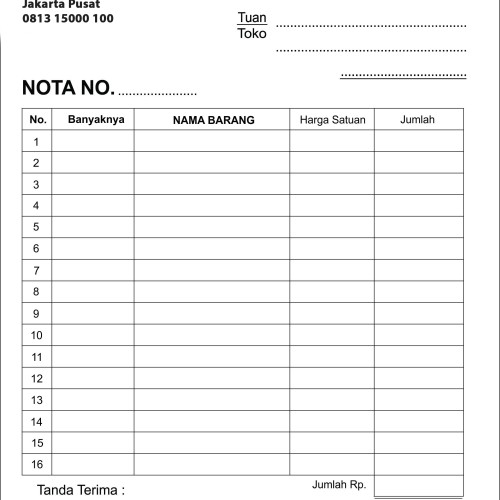 Jakarta Pusat
0813 15000 100
Tuan
Toko
NOTA NO.
No. Banyaknya NAMA BARANG Harga Satuan Jumlah
1
2
3
4
5
6
7
8
9
10
11
12
13
14
15
16
Tanda Terima : Jumlah Rp.